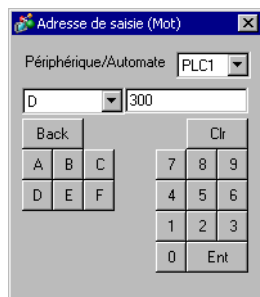 Adresse de saisie (Mot)
Périphérique/Automate PLC1
D 300
Back Clr
A B C 7 8 9
D E F 4 5 6
1 2 3
0 Ent